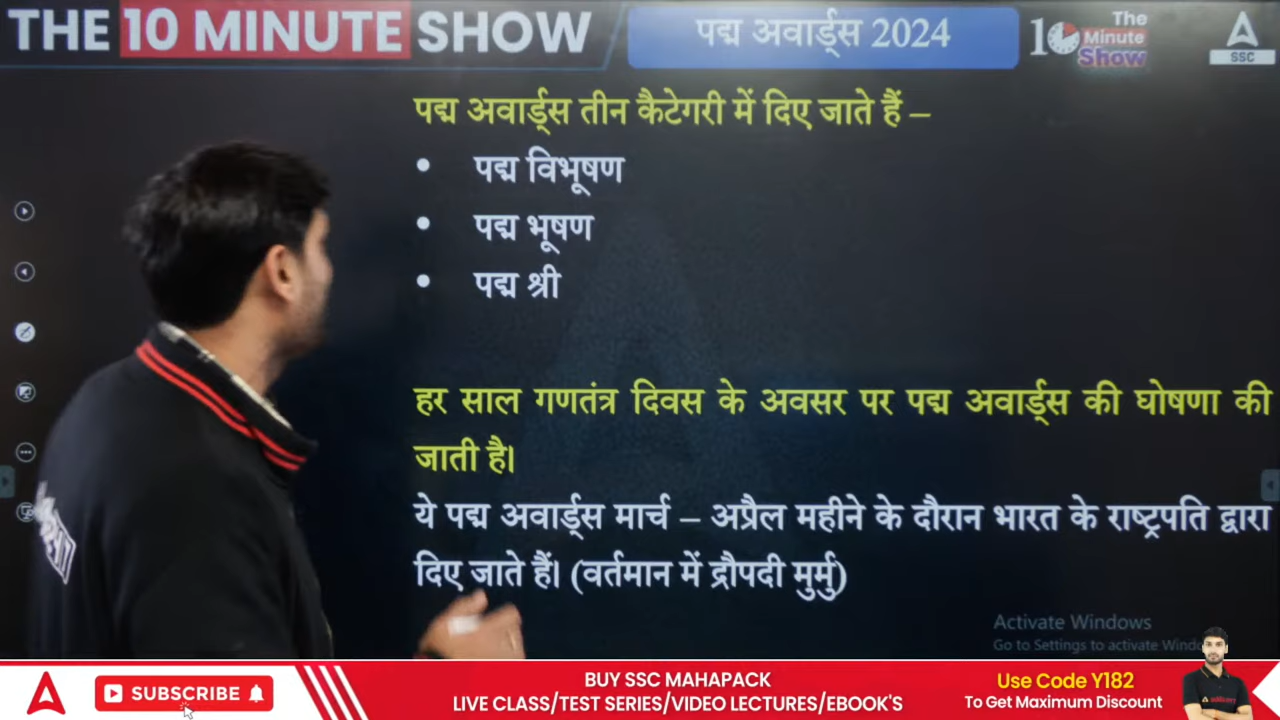 THE 10 MINUTE SHOW
पद्म अवार्ड्स 2024
The
10 Minute
Show
SSC
पद्म अवार्ड्स तीन कैटेगरी में दिए जाते हैं –
• पद्म विभूषण
• पद्म भूषण
• पद्म श्री
हर साल गणतंत्र दिवस के अवसर पर पद्म अवार्ड्स की घोषणा की
जाती है।
ये पद्म अवार्ड्स मार्च – अप्रैल महीने के दौरान भारत के राष्ट्रपति द्वारा
दिए जाते हैं। (वर्तमान में द्रौपदी मुर्मु)
Activate Windows
Go to Settings to activate
SUBSCRIBE
BUY SSC MAHAPACK
LIVE CLASS/TEST SERIES/VIDEO LECTURES/EBOOK'S
Use Code Y182
To Get Maximum Discount